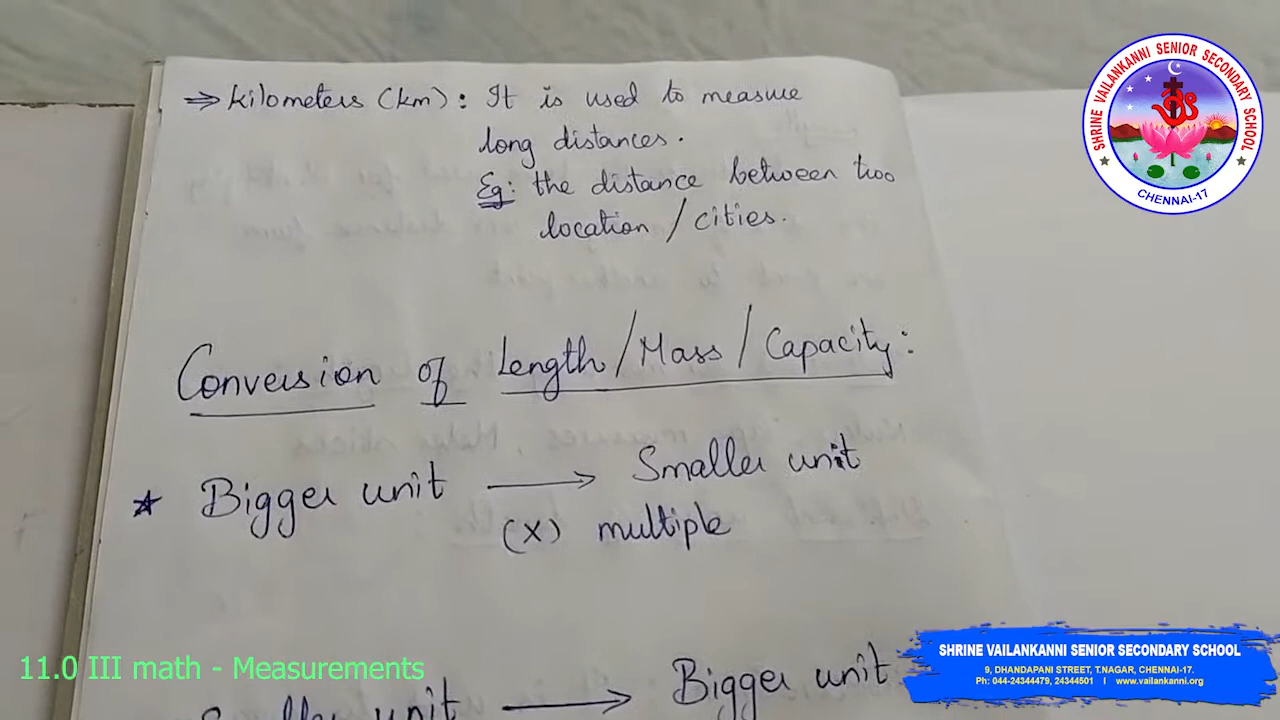 ⇒ Kilometers (km) : It is used to measure
long distances.
Eg: the distance between two
location / cities.
Conversion of Length / Mass / Capacity :
★ Bigger unit → Smaller unit
(x) multiple
Smaller unit → Bigger unit
SHRINE VAILANKANNI SENIOR SECONDARY SCHOOL
CHENNAI-17
11.0 III math - Measurements
SHRINE VAILANKANNI SENIOR SECONDARY SCHOOL
9, DHANDAPANI STREET, T.NAGAR, CHENNAI-17.
Ph: 044-24344479, 24344501 I www.vailankanni.org